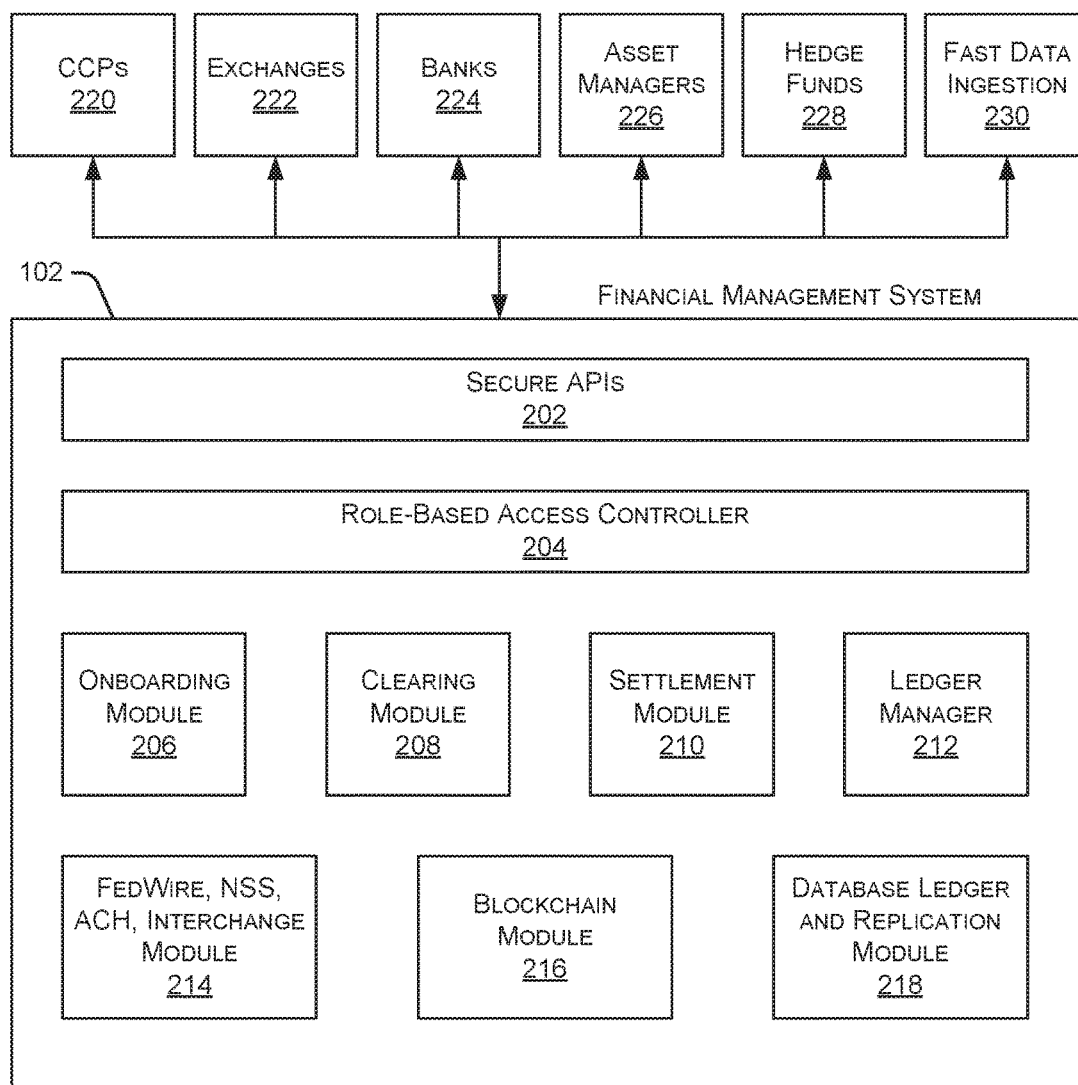 CCPs
220
EXCHANGES
222
BANKS
224
ASSET
MANAGERS
226
HEDGE
FUNDS
228
FAST DATA
INGESTION
230
102
FINANCIAL MANAGEMENT SYSTEM
SECURE APIS
202
ROLE-BASED ACCESS CONTROLLER
204
ONBOARDING
MODULE
206
CLEARING
MODULE
208
SETTLEMENT
MODULE
210
LEDGER
MANAGER
212
FEDWIRE, NSS,
ACH, INTERCHANGE
MODULE
214
BLOCKCHAIN
MODULE
216
DATABASE LEDGER
AND REPLICATION
MODULE
218